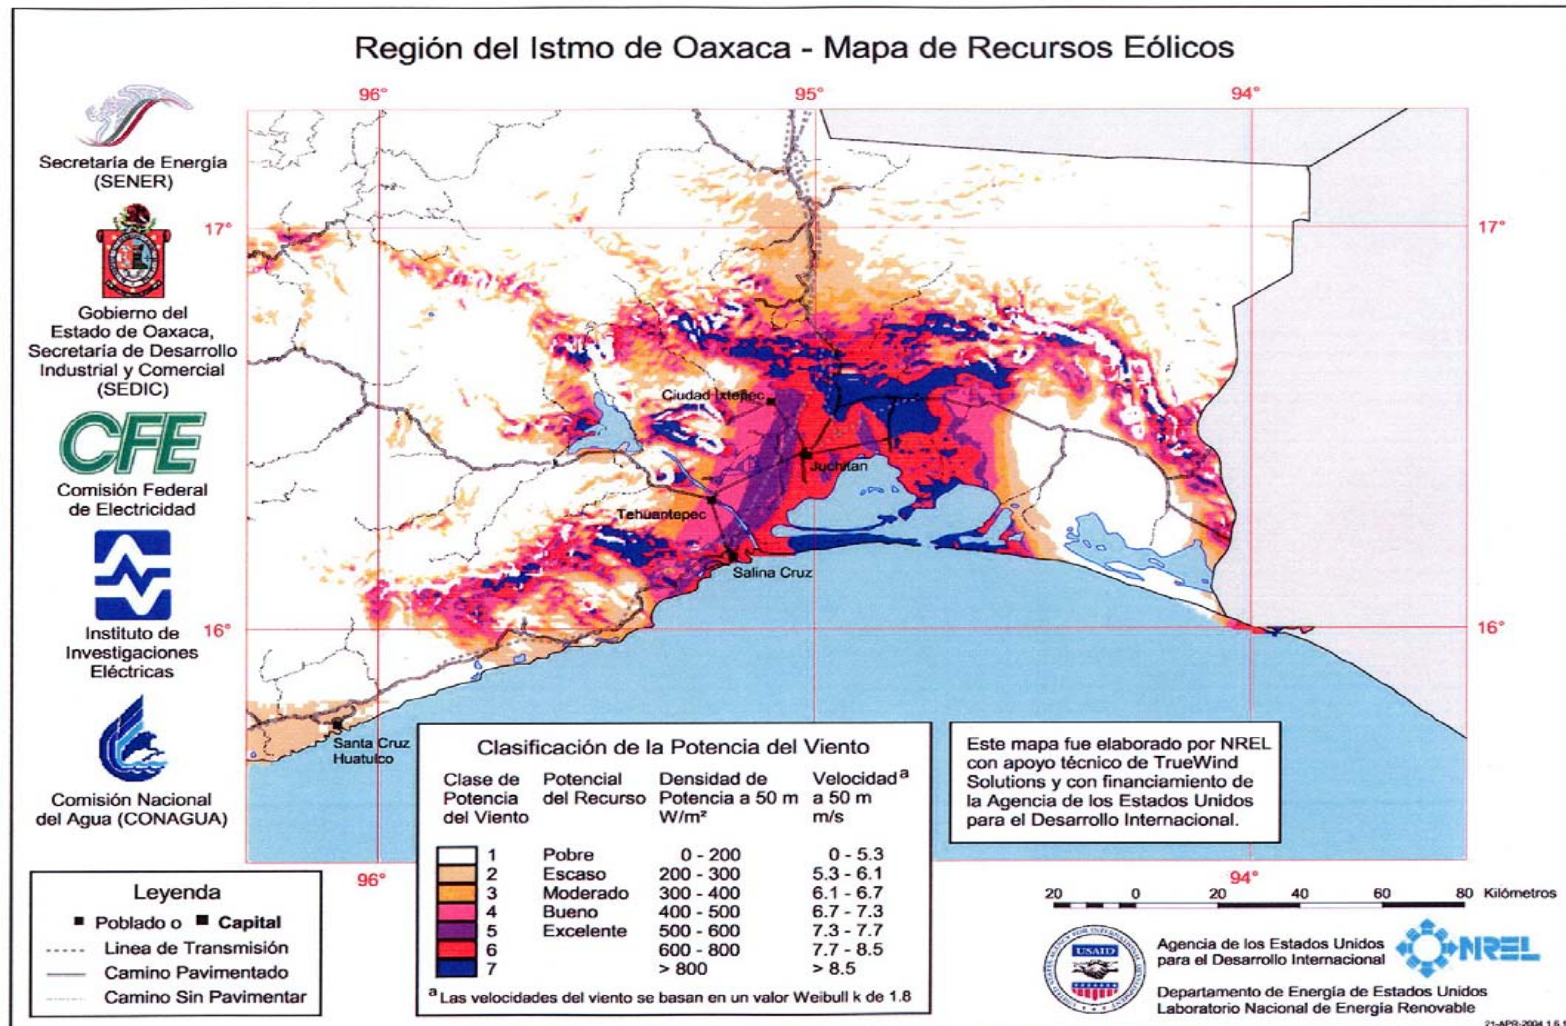 Región del Istmo de Oaxaca - Mapa de Recursos Eólicos
96°
95°
94°
Secretaría de Energía
(SENER)
17°
17°
Gobierno del
Estado de Oaxaca,
Secretaría de Desarrollo
Industrial y Comercial
(SEDIC)
Ciudad Ixtepec
CFE
Juchitan
Comisión Federal
de Electricidad
Tehuantepec
Salina Cruz
Instituto de
Investigaciones
Eléctricas
16°
16°
Santa Cruz
Huatulco
Comisión Nacional
del Agua (CONAGUA)
96°
94°
Leyenda
Poblado o Capital
Linea de Transmisión
Camino Pavimentado
Camino Sin Pavimentar
Clasificación de la Potencia del Viento
Clase de Potencial Densidad de Velocidad a
Potencia del Recurso Potencia a 50 m a 50 m
del Viento W/m² m/s
1 Pobre 0 - 200 0 - 5.3
2 Escaso 200 - 300 5.3 - 6.1
3 Moderado 300 - 400 6.1 - 6.7
4 Bueno 400 - 500 6.7 - 7.3
5 Excelente 500 - 600 7.3 - 7.7
6 600 - 800 7.7 - 8.5
7 > 800 > 8.5
a Las velocidades del viento se basan en un valor Weibull k de 1.8
Este mapa fue elaborado por NREL
con apoyo técnico de TrueWind
Solutions y con financiamiento de
la Agencia de los Estados Unidos
para el Desarrollo Internacional.
20 0 20 40 60 80 Kilómetros
USAID
Agencia de los Estados Unidos
para el Desarrollo Internacional
NREL
Departamento de Energía de Estados Unidos
Laboratorio Nacional de Energía Renovable